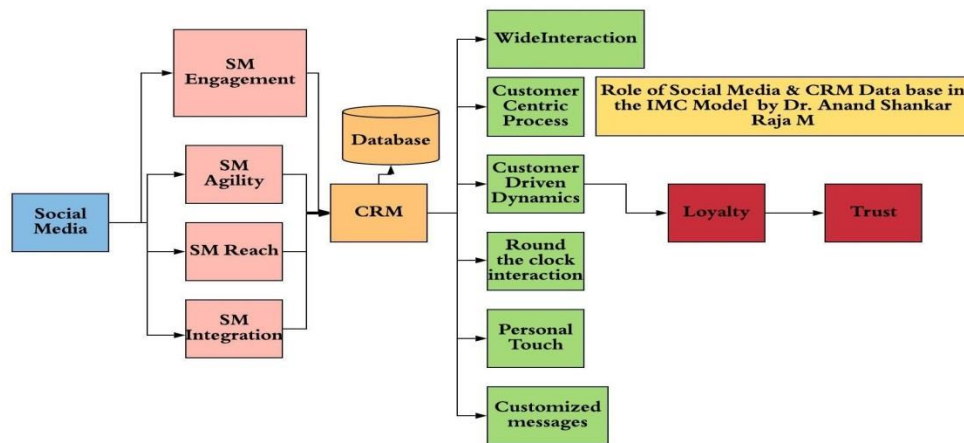 Social
Media
SM
Engagement
SM
Agility
SM Reach
SM
Integration
Database
CRM
WideInteraction
Customer
Centric
Process
Customer
Driven
Dynamics
Round
the clock
interaction
Personal
Touch
Customized
messages
Role of Social Media & CRM Data base in
the IMC Model by Dr. Anand Shankar
Raja M
Loyalty
Trust